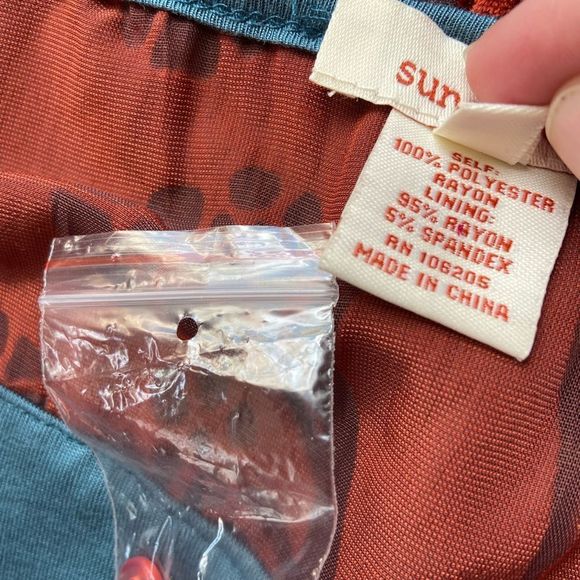 sun
SELF:
100% POLYESTER
RAYON
LINING:
95% RAYON
5% SPANDEX
RN 106205
MADE IN CHINA